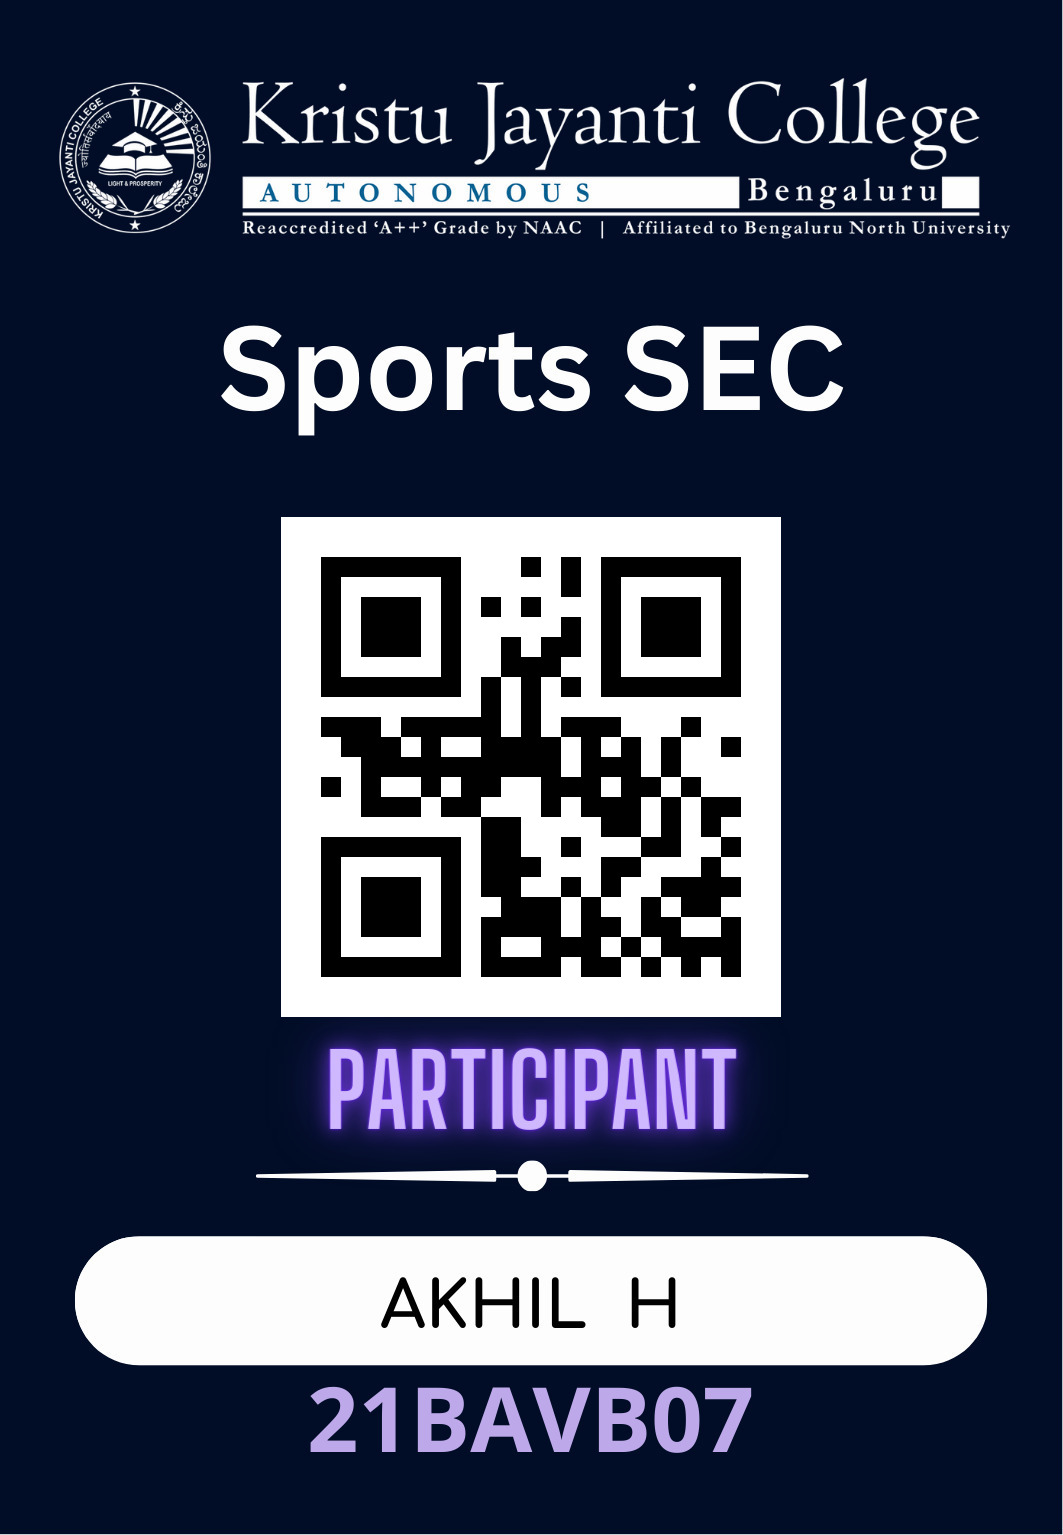 Kristu Jayanti College
AUTONOMOUS Bengaluru
Reaccredited ‘A++’ Grade by NAAC | Affiliated to Bengaluru North University
KRISTU JAYANTI COLLEGE
ಕ್ರಿಸ್ತು ಜಯಂತಿ ಕಾಲೇಜು
LIGHT & PROSPERITY
Sports SEC
PARTICIPANT
AKHIL H
21BAVB07